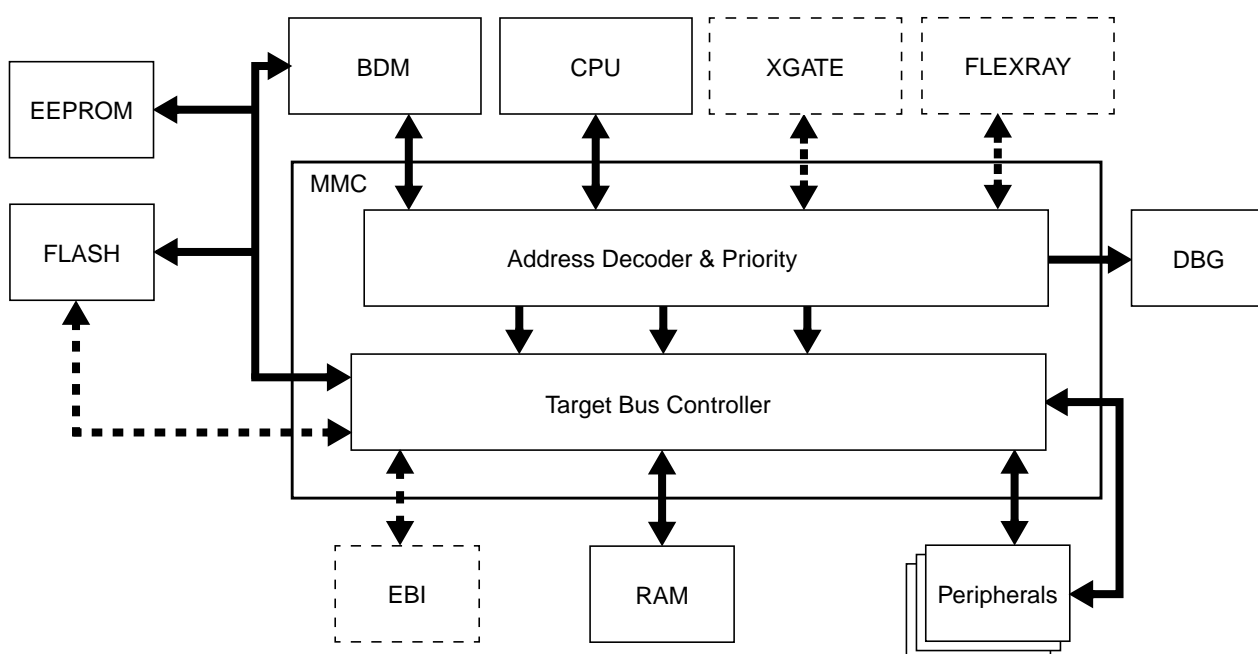 BDM
CPU
XGATE
FLEXRAY
EEPROM
MMC
FLASH
Address Decoder & Priority
DBG
Target Bus Controller
EBI
RAM
Peripherals